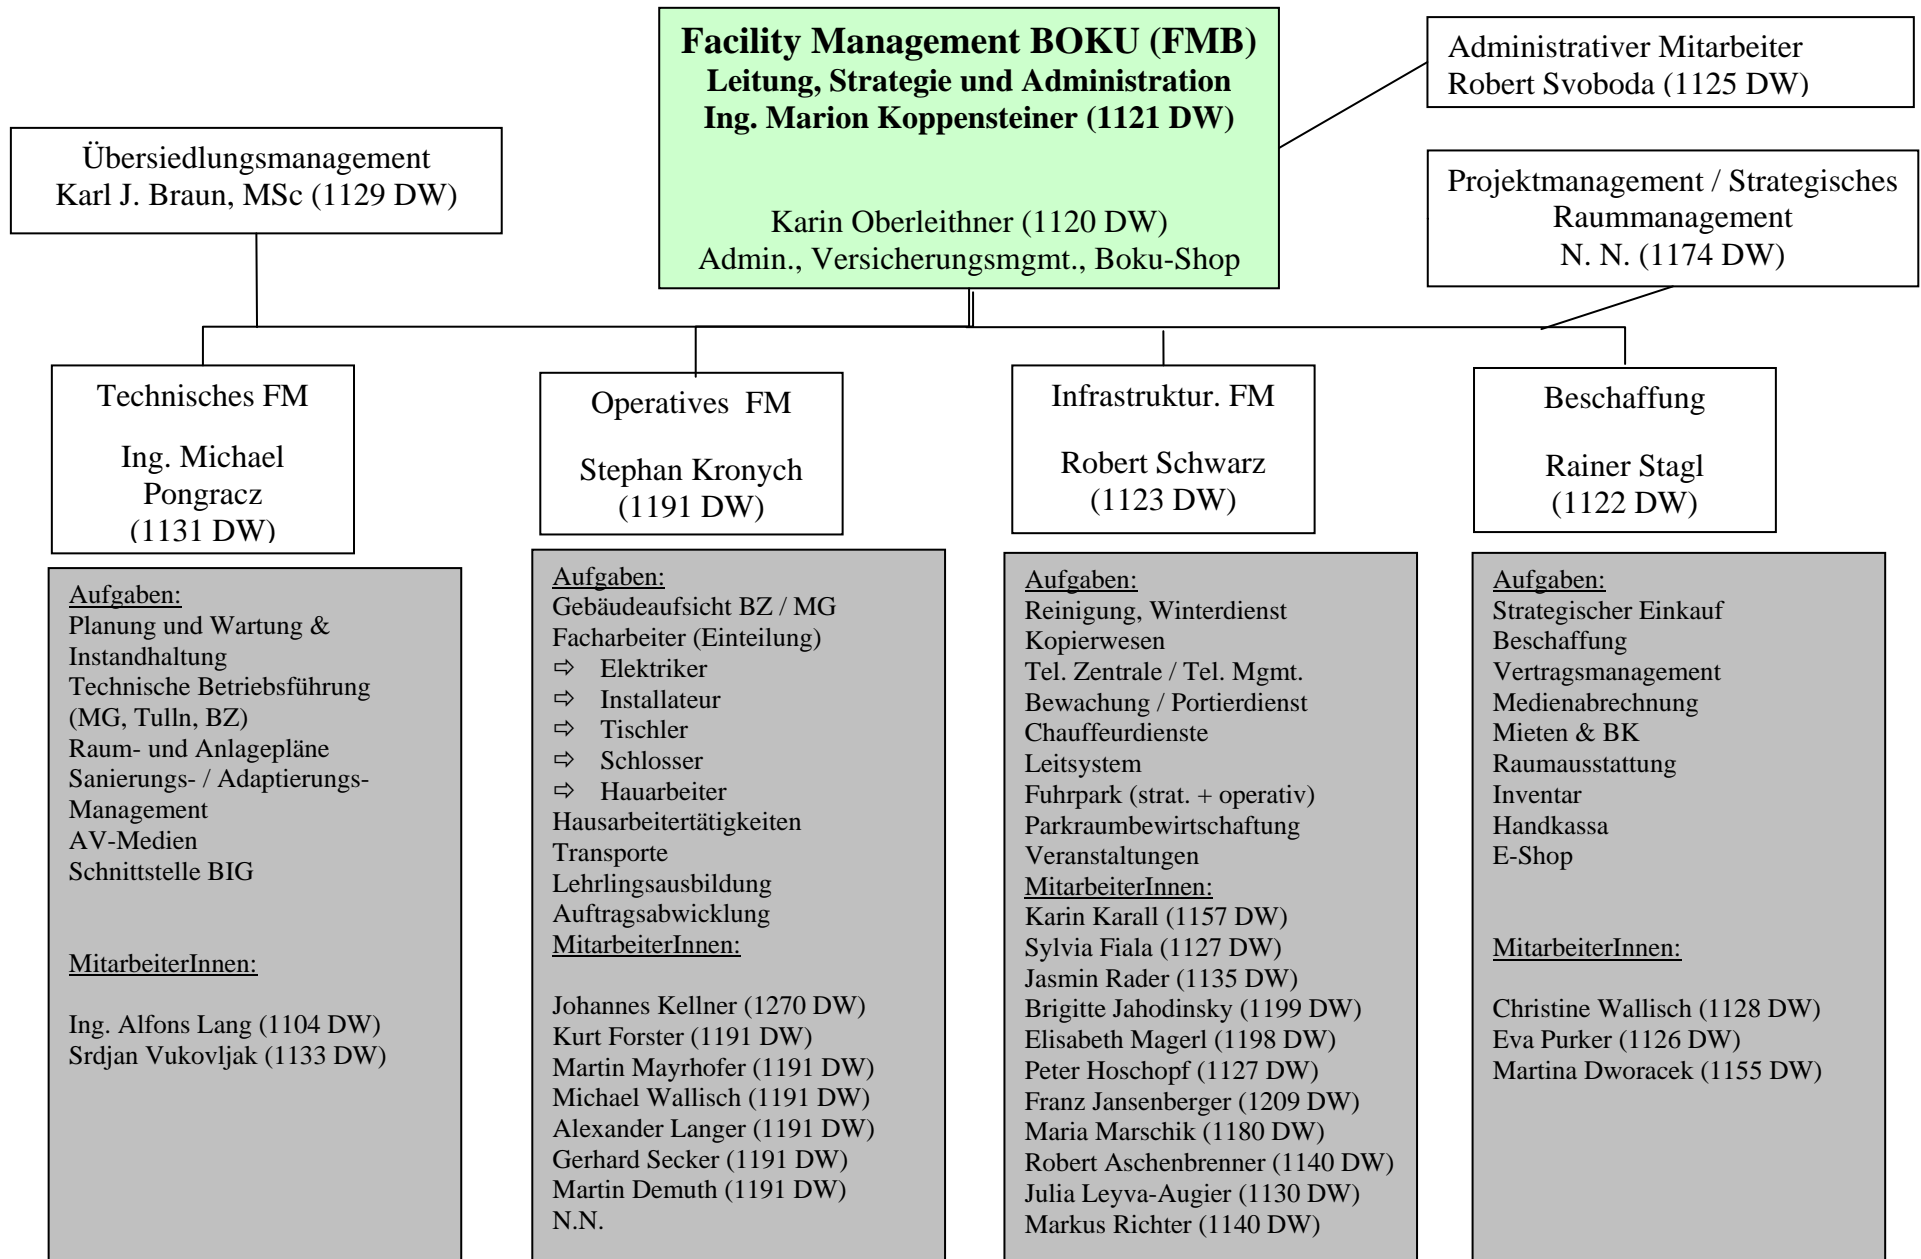 Facility Management BOKU (FMB)
Leitung, Strategie und Administration
Ing. Marion Koppensteiner (1121 DW)
Karin Oberleithner (1120 DW)
Admin., Versicherungsmgmt., Boku-Shop
Administrativer Mitarbeiter
Robert Svoboda (1125 DW)
Übersiedlungsmanagement
Karl J. Braun, MSc (1129 DW)
Projektmanagement / Strategisches
Raummanagement
N. N. (1174 DW)
Technisches FM
Ing. Michael
Pongracz
(1131 DW)
Operatives FM
Stephan Kronych
(1191 DW)
Infrastruktur. FM
Robert Schwarz
(1123 DW)
Beschaffung
Rainer Stagl
(1122 DW)
Aufgaben:
Planung und Wartung &
Instandhaltung
Technische Betriebsführung
(MG, Tulln, BZ)
Raum- und Anlagepläne
Sanierungs- / Adaptierungs-
Management
AV-Medien
Schnittstelle BIG
MitarbeiterInnen:
Ing. Alfons Lang (1104 DW)
Srdjan Vukovljak (1133 DW)
Aufgaben:
Gebäudeaufsicht BZ / MG
Facharbeiter (Einteilung)
⇨ Elektriker
⇨ Installateur
⇨ Tischler
⇨ Schlosser
⇨ Hauarbeiter
Hausarbeitertätigkeiten
Transporte
Lehrlingsausbildung
Auftragsabwicklung
MitarbeiterInnen:
Johannes Kellner (1270 DW)
Kurt Forster (1191 DW)
Martin Mayrhofer (1191 DW)
Michael Wallisch (1191 DW)
Alexander Langer (1191 DW)
Gerhard Secker (1191 DW)
Martin Demuth (1191 DW)
N.N.
Aufgaben:
Reinigung, Winterdienst
Kopierwesen
Tel. Zentrale / Tel. Mgmt.
Bewachung / Portierdienst
Chauffeurdienste
Leitsystem
Fuhrpark (strat. + operativ)
Parkraumbewirtschaftung
Veranstaltungen
MitarbeiterInnen:
Karin Karall (1157 DW)
Sylvia Fiala (1127 DW)
Jasmin Rader (1135 DW)
Brigitte Jahodinsky (1199 DW)
Elisabeth Magerl (1198 DW)
Peter Hoschopf (1127 DW)
Franz Jansenberger (1209 DW)
Maria Marschik (1180 DW)
Robert Aschenbrenner (1140 DW)
Julia Leyva-Augier (1130 DW)
Markus Richter (1140 DW)
Aufgaben:
Strategischer Einkauf
Beschaffung
Vertragsmanagement
Medienabrechnung
Mieten & BK
Raumausstattung
Inventar
Handkassa
E-Shop
MitarbeiterInnen:
Christine Wallisch (1128 DW)
Eva Purker (1126 DW)
Martina Dworacek (1155 DW)